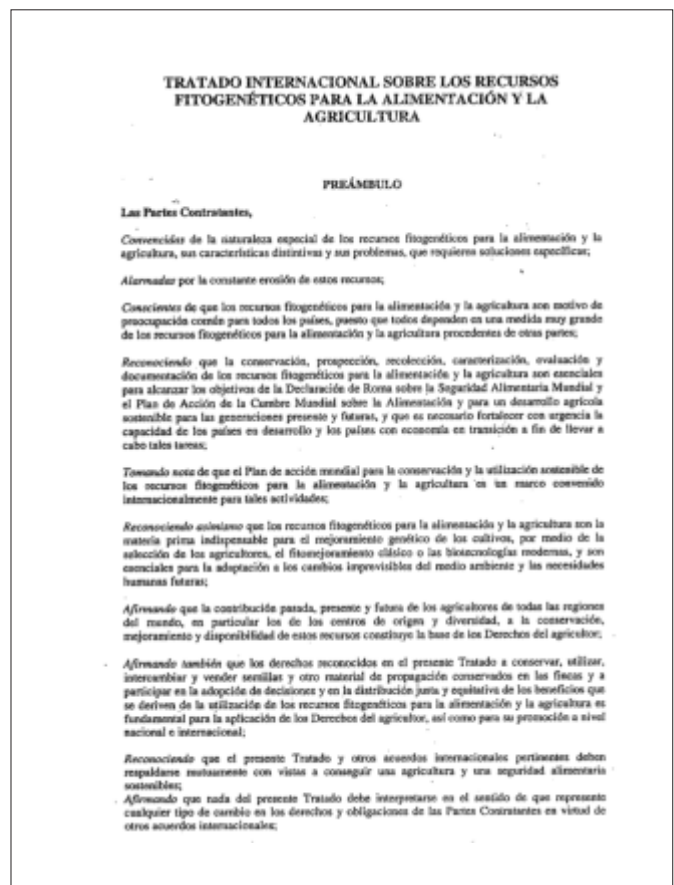 TRATADO INTERNACIONAL SOBRE LOS RECURSOS
FITOGENÉTICOS PARA LA ALIMENTACIÓN Y LA
AGRICULTURA
PREÁMBULO
Las Partes Contratantes,
Convencidas de la naturaleza especial de los recursos fitogenéticos para la alimentación y la
agricultura, sus características distintivas y sus problemas, que requieren soluciones específicas;
Alarmadas por la constante erosión de estos recursos;
Conscientes de que los recursos fitogenéticos para la alimentación y la agricultura son motivo de
preocupación común para todos los países, puesto que todos dependen en una medida muy grande
de los recursos fitogenéticos para la alimentación y la agricultura procedentes de otras partes;
Reconociendo que la conservación, prospección, recolección, caracterización, evaluación y
documentación de los recursos fitogenéticos para la alimentación y la agricultura son esenciales
para alcanzar los objetivos de la Declaración de Roma sobre la Seguridad Alimentaria Mundial y
el Plan de Acción de la Cumbre Mundial sobre la Alimentación y para un desarrollo agrícola
sostenible para las generaciones presente y futuras, y que es necesario fortalecer con urgencia la
capacidad de los países en desarrollo y los países con economía en transición a fin de llevar a
cabo tales tareas;
Tomando nota de que el Plan de acción mundial para la conservación y la utilización sostenible de
los recursos fitogenéticos para la alimentación y la agricultura es un marco convenido
internacionalmente para tales actividades;
Reconociendo asimismo que los recursos fitogenéticos para la alimentación y la agricultura son la
materia prima indispensable para el mejoramiento genético de los cultivos, por medio de la
selección de los agricultores, el fitomejoramiento clásico o las biotecnologías modernas, y son
esenciales para la adaptación a los cambios imprevisibles del medio ambiente y las necesidades
humanas futuras;
Afirmando que la contribución pasada, presente y futura de los agricultores de todas las regiones
del mundo, en particular los de los centros de origen y diversidad, a la conservación,
mejoramiento y disponibilidad de estos recursos constituye la base de los Derechos del agricultor;
Afirmando también que los derechos reconocidos en el presente Tratado a conservar, utilizar,
intercambiar y vender semillas y otro material de propagación conservados en las fincas y a
participar en la adopción de decisiones y en la distribución justa y equitativa de los beneficios que
se deriven de la utilización de los recursos fitogenéticos para la alimentación y la agricultura es
fundamental para la aplicación de los Derechos del agricultor, así como para su promoción a nivel
nacional e internacional;
Reconociendo que el presente Tratado y otros acuerdos internacionales pertinentes deben
respaldarse mutuamente con vistas a conseguir una agricultura y una seguridad alimentaria
sostenibles;
Afirmando que nada del presente Tratado debe interpretarse en el sentido de que represente
cualquier tipo de cambio en los derechos y obligaciones de las Partes Contratantes en virtud de
otros acuerdos internacionales;